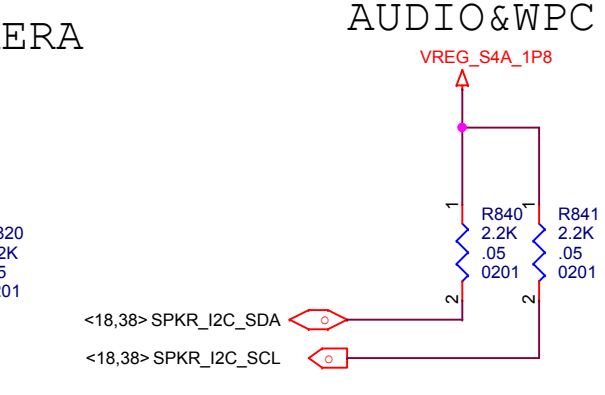 ERA
AUDIO&WPC
VREG_S4A_1P8
1
1
R840
2.2K
.05
0201
R841
2.2K
.05
0201
320
2K
5
201
2
2
<18,38> SPKR_I2C_SDA
<18,38> SPKR_I2C_SCL